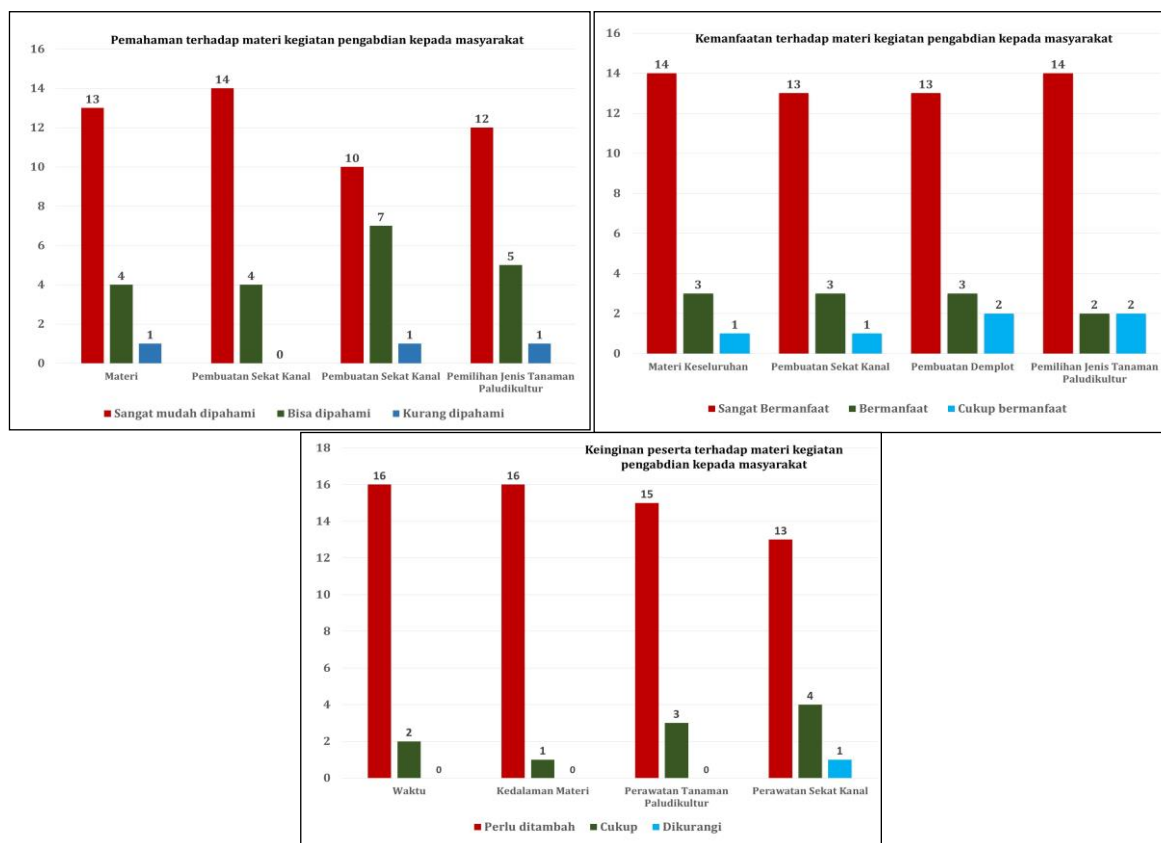 Pemahaman terhadap materi kegiatan pengabdian kepada masyarakat
16
14
12
10
8
6
4
2
0
13
4
1
14
4
0
10
7
1
12
5
1
Materi
Pembuatan Sekat Kanal
Pembuatan Sekat Kanal
Pemilihan Jenis Tanaman
Paludikultur
Sangat mudah dipahami Bisa dipahami Kurang dipahami
Kemanfaatan terhadap materi kegiatan pengabdian kepada masyarakat
16
14
12
10
8
6
4
2
0
14
3
1
13
3
1
13
3
2
14
2
2
Materi Keseluruhan
Pembuatan Sekat Kanal
Pembuatan Demplot
Pemilihan Jenis Tanaman
Paludikultur
Sangat Bermanfaat Bermanfaat Cukup bermanfaat
Keinginan peserta terhadap materi kegiatan
pengabdian kepada masyarakat
18
16
14
12
10
8
6
4
2
0
16
2
0
16
1
0
15
3
0
13
4
1
Waktu
Kedalaman Materi
Perawatan Tanaman
Paludikultur
Perawatan Sekat Kanal
Perlu ditambah Cukup Dikurangi